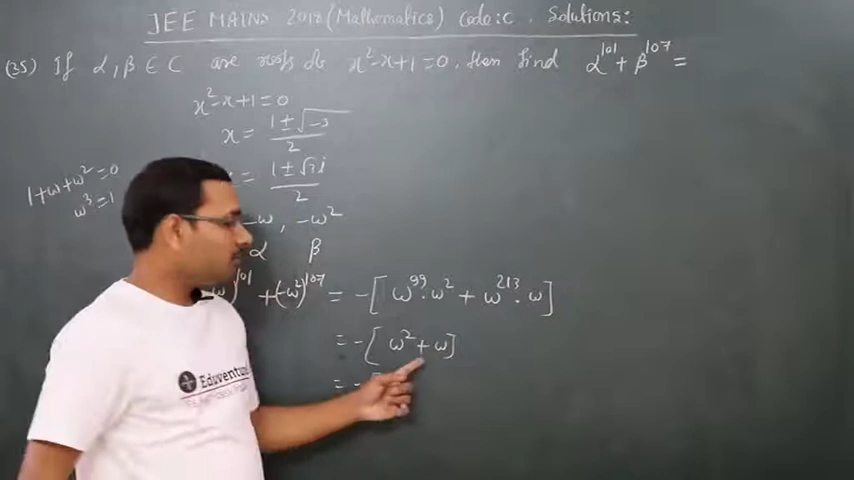 JEE MAINS 2018 (Mathematics) Code: C. Solutions:
(35) If α, β ∈ C are roots of x²-x+1=0, then find α¹⁰¹+β¹⁰⁷=
x²-x+1=0
x = (1±√-3)/2
= (1±√3i)/2
1+ω+ω²=0
ω³=1
-ω, -ω²
α β
ω)¹⁰¹+(-ω²)¹⁰⁷ = -[ω⁹⁹.ω²+ω²¹³.ω]
= -[ω²+ω]
= -
Eduventure